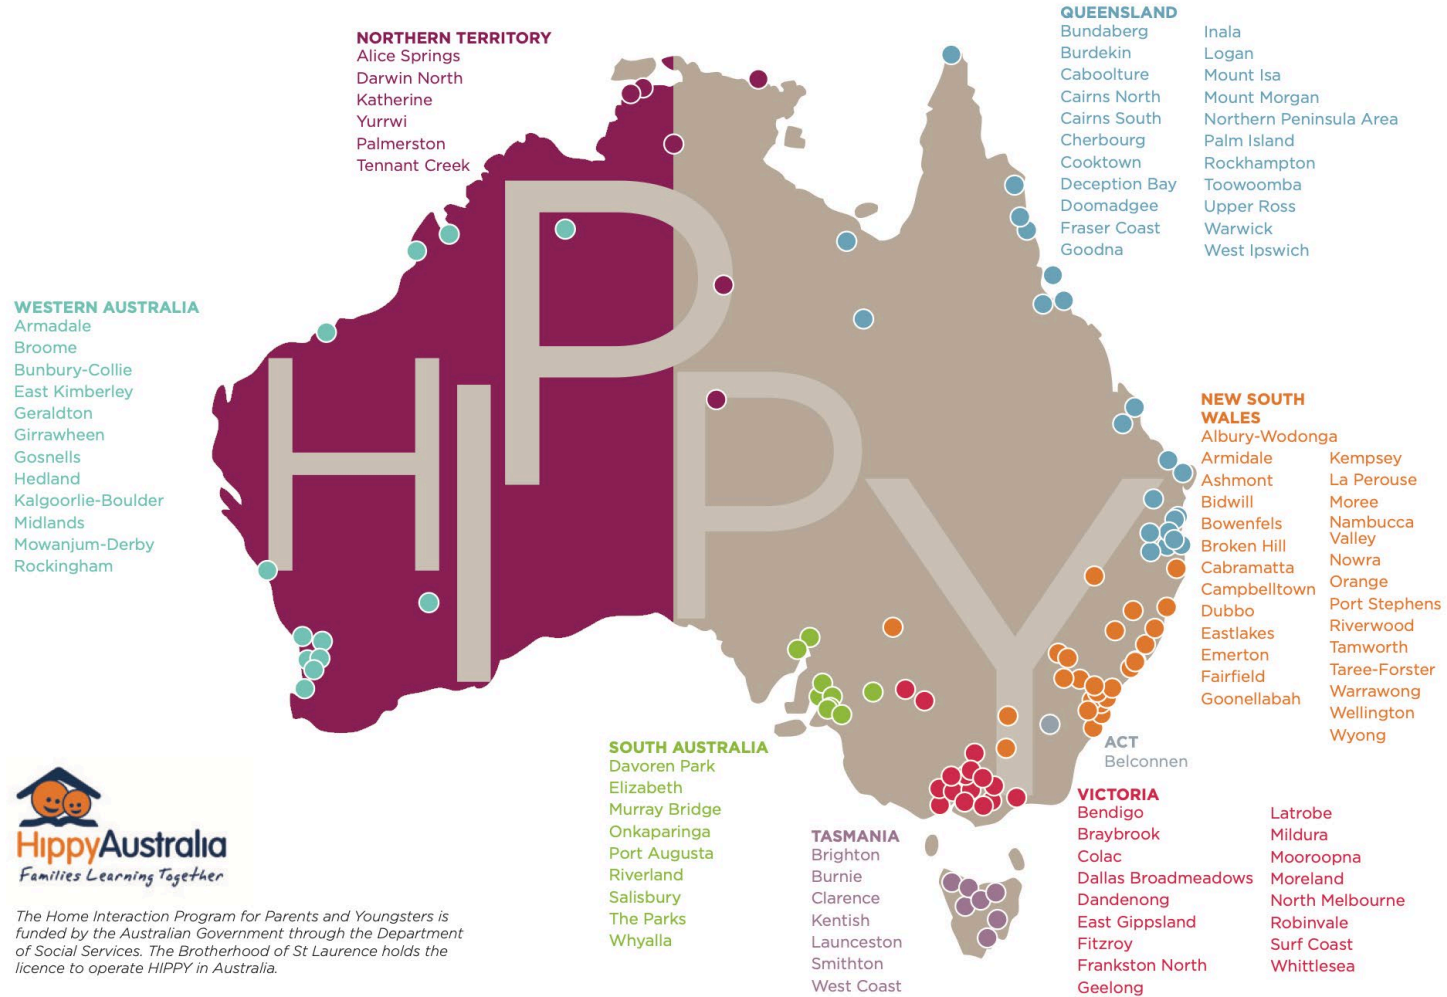 NORTHERN TERRITORY
Alice Springs
Darwin North
Katherine
Yurrwi
Palmerston
Tennant Creek
QUEENSLAND
Bundaberg
Burdekin
Caboolture
Cairns North
Cairns South
Cherbourg
Cooktown
Deception Bay
Doomadgee
Fraser Coast
Goodna
Inala
Logan
Mount Isa
Mount Morgan
Northern Peninsula Area
Palm Island
Rockhampton
Toowoomba
Upper Ross
Warwick
West Ipswich
WESTERN AUSTRALIA
Armadale
Broome
Bunbury-Collie
East Kimberley
Geraldton
Girrawheen
Gosnells
Hedland
Kalgoorlie-Boulder
Midlands
Mowanjum-Derby
Rockingham
HIPPY
NEW SOUTH
WALES
Albury-Wodonga
Armidale
Ashmont
Bidwill
Bowenfels
Broken Hill
Cabramatta
Campbelltown
Dubbo
Eastlakes
Emerton
Fairfield
Goonellabah
Kempsey
La Perouse
Moree
Nambucca
Valley
Nowra
Orange
Port Stephens
Riverwood
Tamworth
Taree-Forster
Warrawong
Wellington
Wyong
ACT
Belconnen
SOUTH AUSTRALIA
Davoren Park
Elizabeth
Murray Bridge
Onkaparinga
Port Augusta
Riverland
Salisbury
The Parks
Whyalla
TASMANIA
Brighton
Burnie
Clarence
Kentish
Launceston
Smithton
West Coast
VICTORIA
Bendigo
Braybrook
Colac
Dallas Broadmeadows
Dandenong
East Gippsland
Fitzroy
Frankston North
Geelong
Latrobe
Mildura
Mooroopna
Moreland
North Melbourne
Robinvale
Surf Coast
Whittlesea
HippyAustralia
Families Learning Together
The Home Interaction Program for Parents and Youngsters is
funded by the Australian Government through the Department
of Social Services. The Brotherhood of St Laurence holds the
licence to operate HIPPY in Australia.